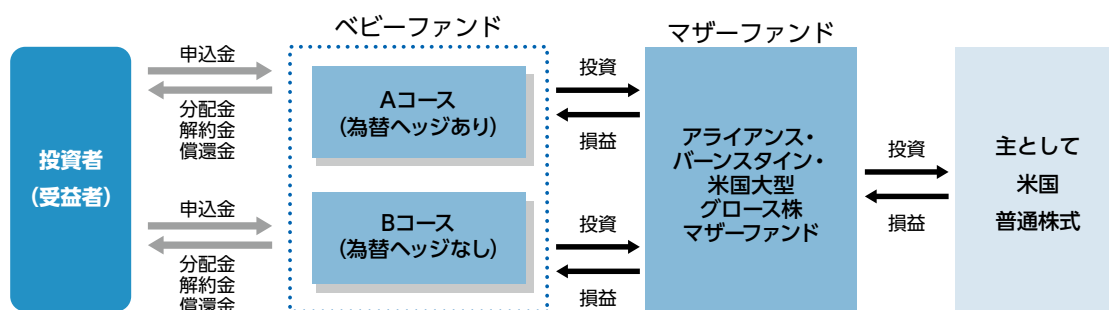 ベビーファンド
マザーファンド
投資者
(受益者)
申込金
分配金
解約金
償還金
申込金
分配金
解約金
償還金
Aコース
(為替ヘッジあり)
Bコース
(為替ヘッジなし)
投資
損益
投資
損益
アライアンス・
バーンスタイン・
米国大型
グロース株
マザーファンド
投資
損益
主として
米国
普通株式